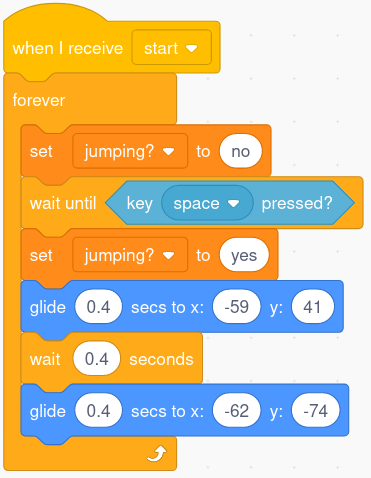 when I receive start
forever
set jumping? to no
wait until key space pressed?
set jumping? to yes
glide 0.4 secs to x: -59 y: 41
wait 0.4 seconds
glide 0.4 secs to x: -62 y: -74